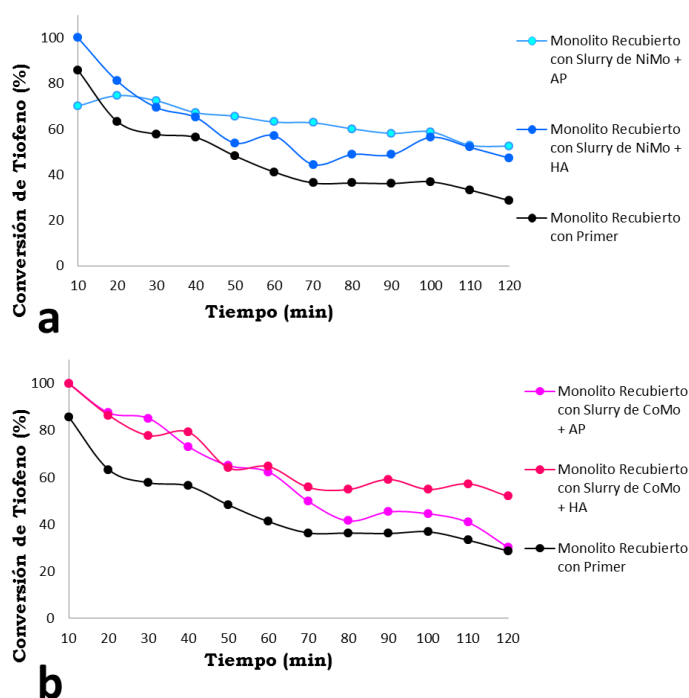 Conversión de Tiofeno (%)
100
80
60
40
20
0
10 20 30 40 50 60 70 80 90 100 110 120
Tiempo (min)
Monolito Recubierto
con Slurry de NiMo +
AP
Monolito Recubierto
con Slurry de NiMo +
HA
Monolito Recubierto
con Primer
a
Conversión de Tiofeno (%)
100
80
60
40
20
0
10 20 30 40 50 60 70 80 90 100 110 120
Tiempo (min)
Monolito Recubierto
con Slurry de CoMo
+ AP
Monolito Recubierto
con Slurry de CoMo
+ HA
Monolito Recubierto
con Primer
b